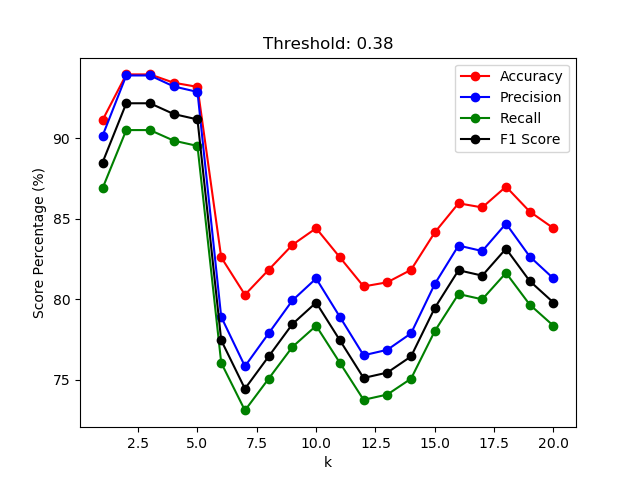 Threshold: 0.38
Accuracy
Precision
Recall
F1 Score
Score Percentage (%)
90
85
80
75
2.5 5.0 7.5 10.0 12.5 15.0 17.5 20.0
k